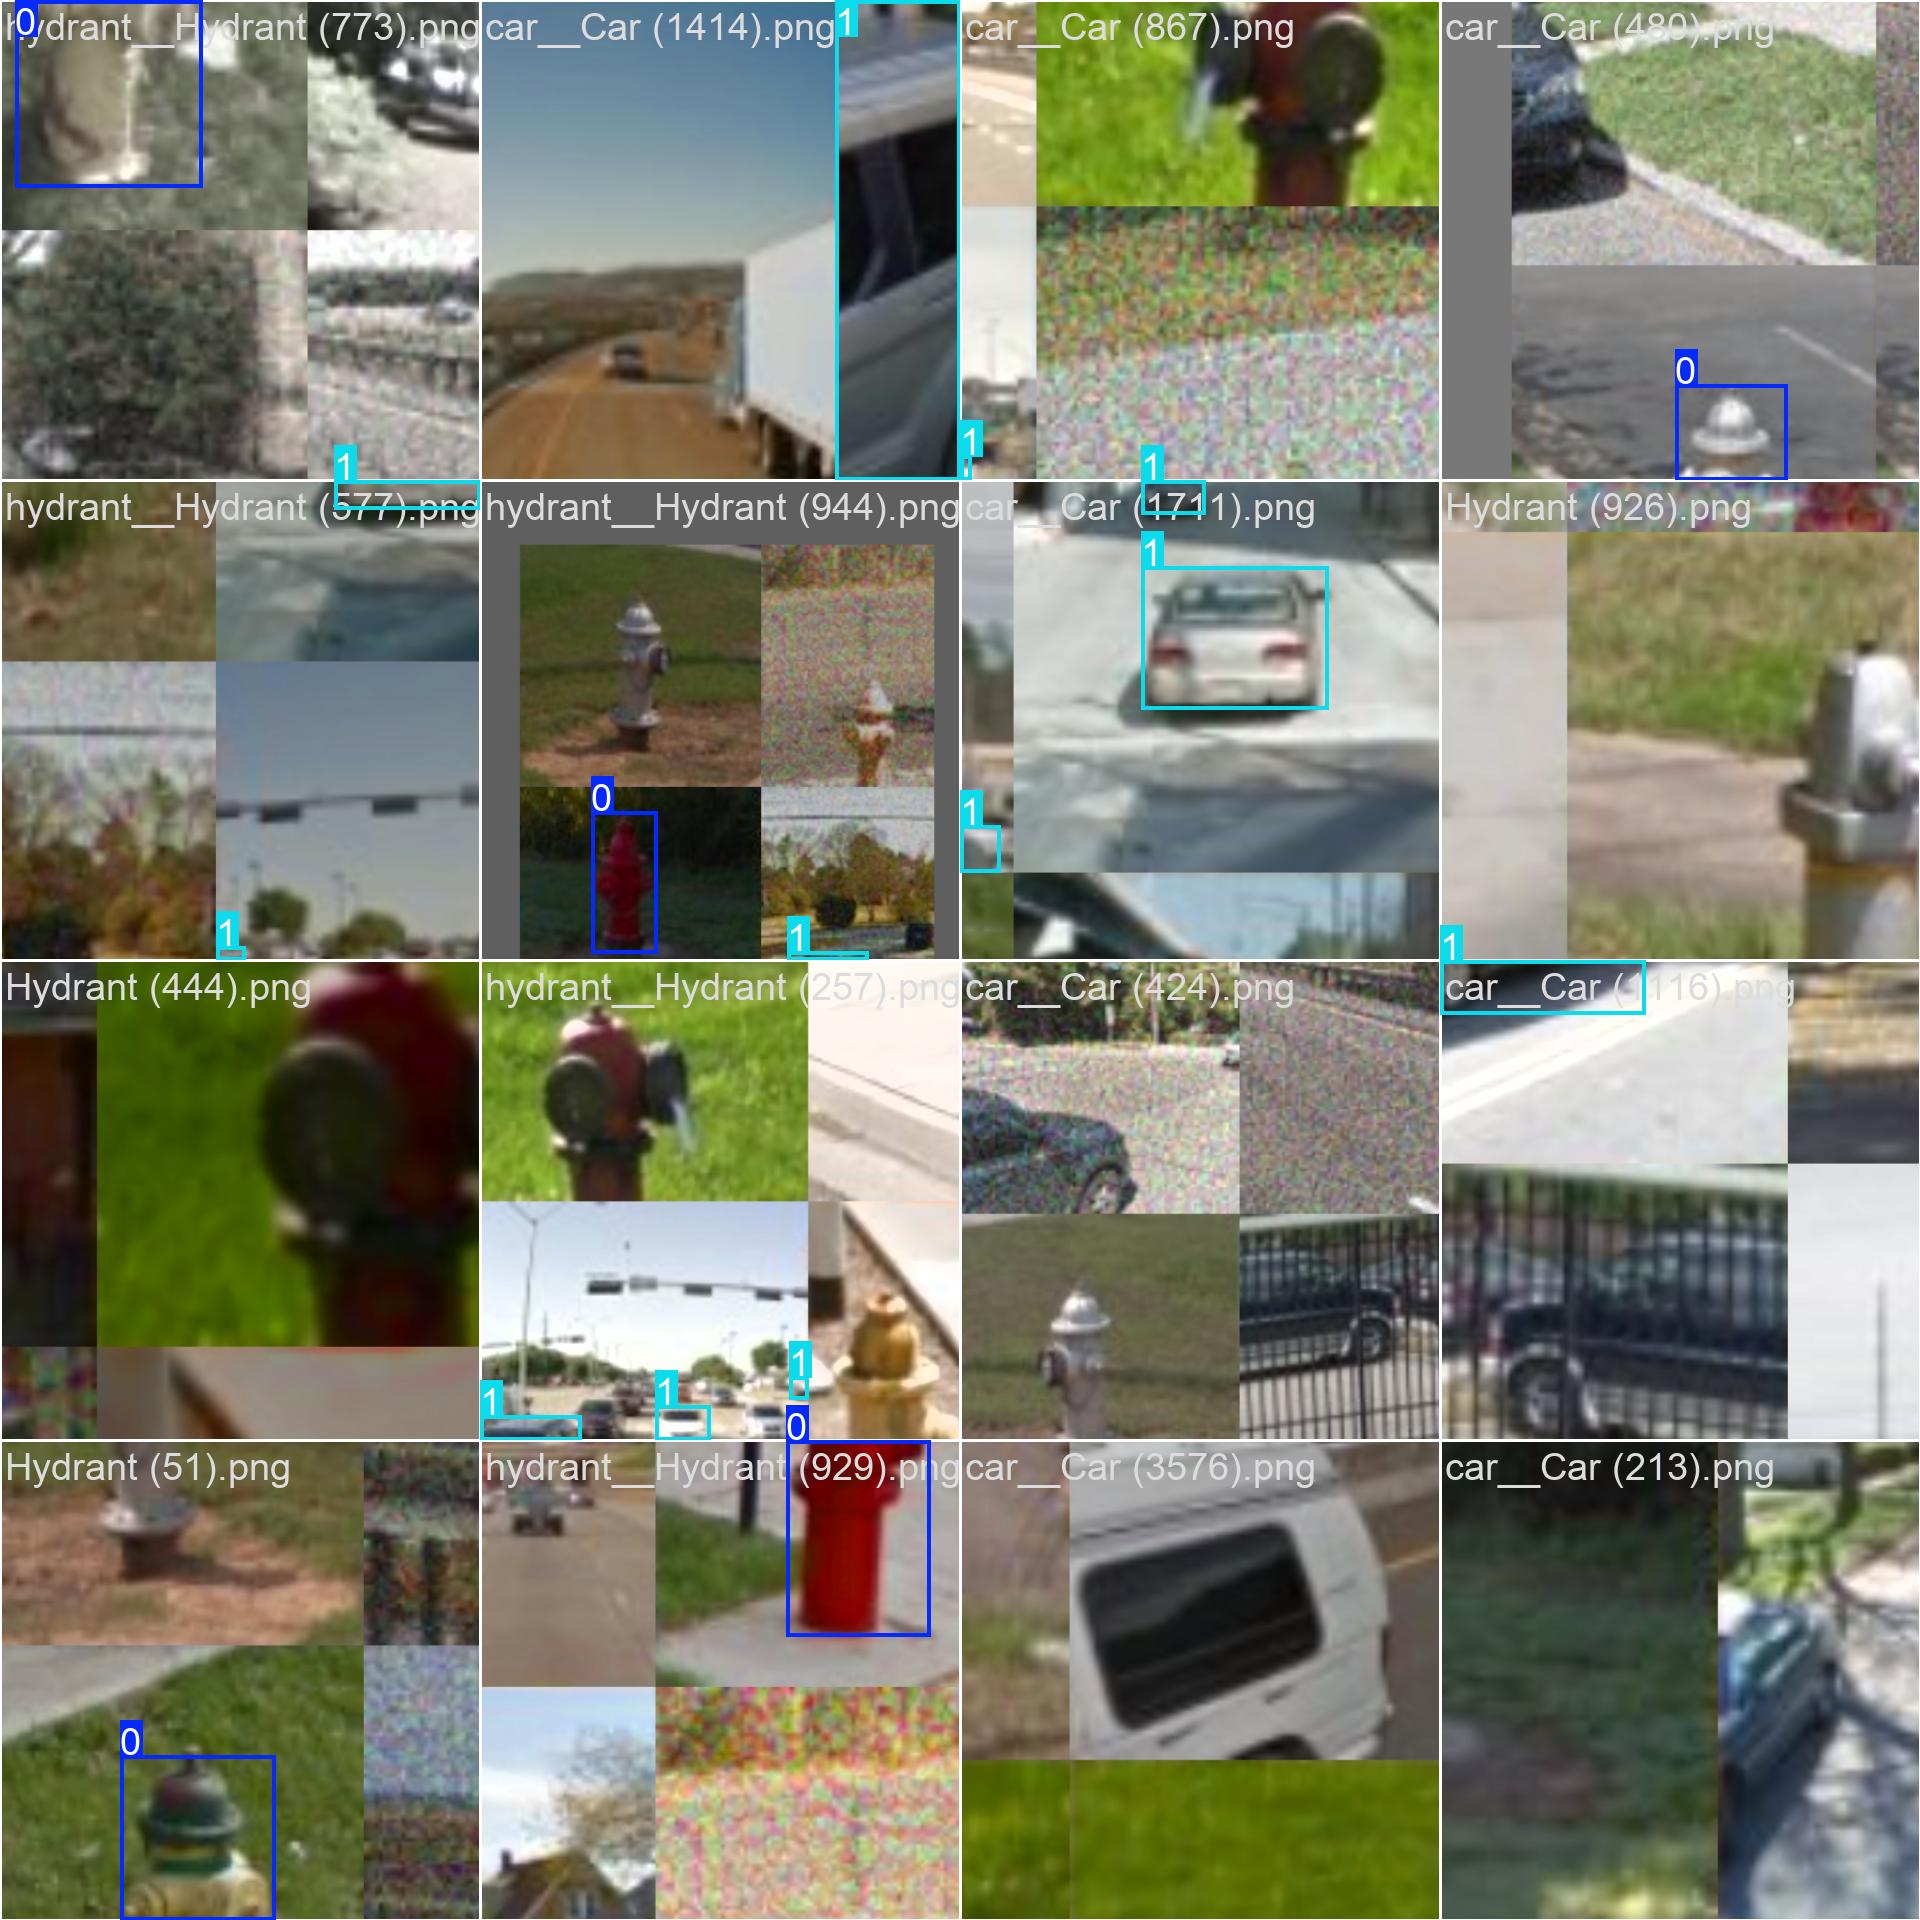 0
hydrant__Hydrant (773).png
car__Car (1414).png
1
car__Car (867).png
car__Car (480).png
0
1
1
1
hydrant__Hydrant (577).png
hydrant__Hydrant (944).png
car__Car (1711).png
Hydrant (926).png
1
0
1
1
1
1
Hydrant (444).png
hydrant__Hydrant (257).png
car__Car (424).png
car__Car (1116).png
1
1
1
0
Hydrant (51).png
hydrant__Hydrant (929).png
car__Car (3576).png
car__Car (213).png
0